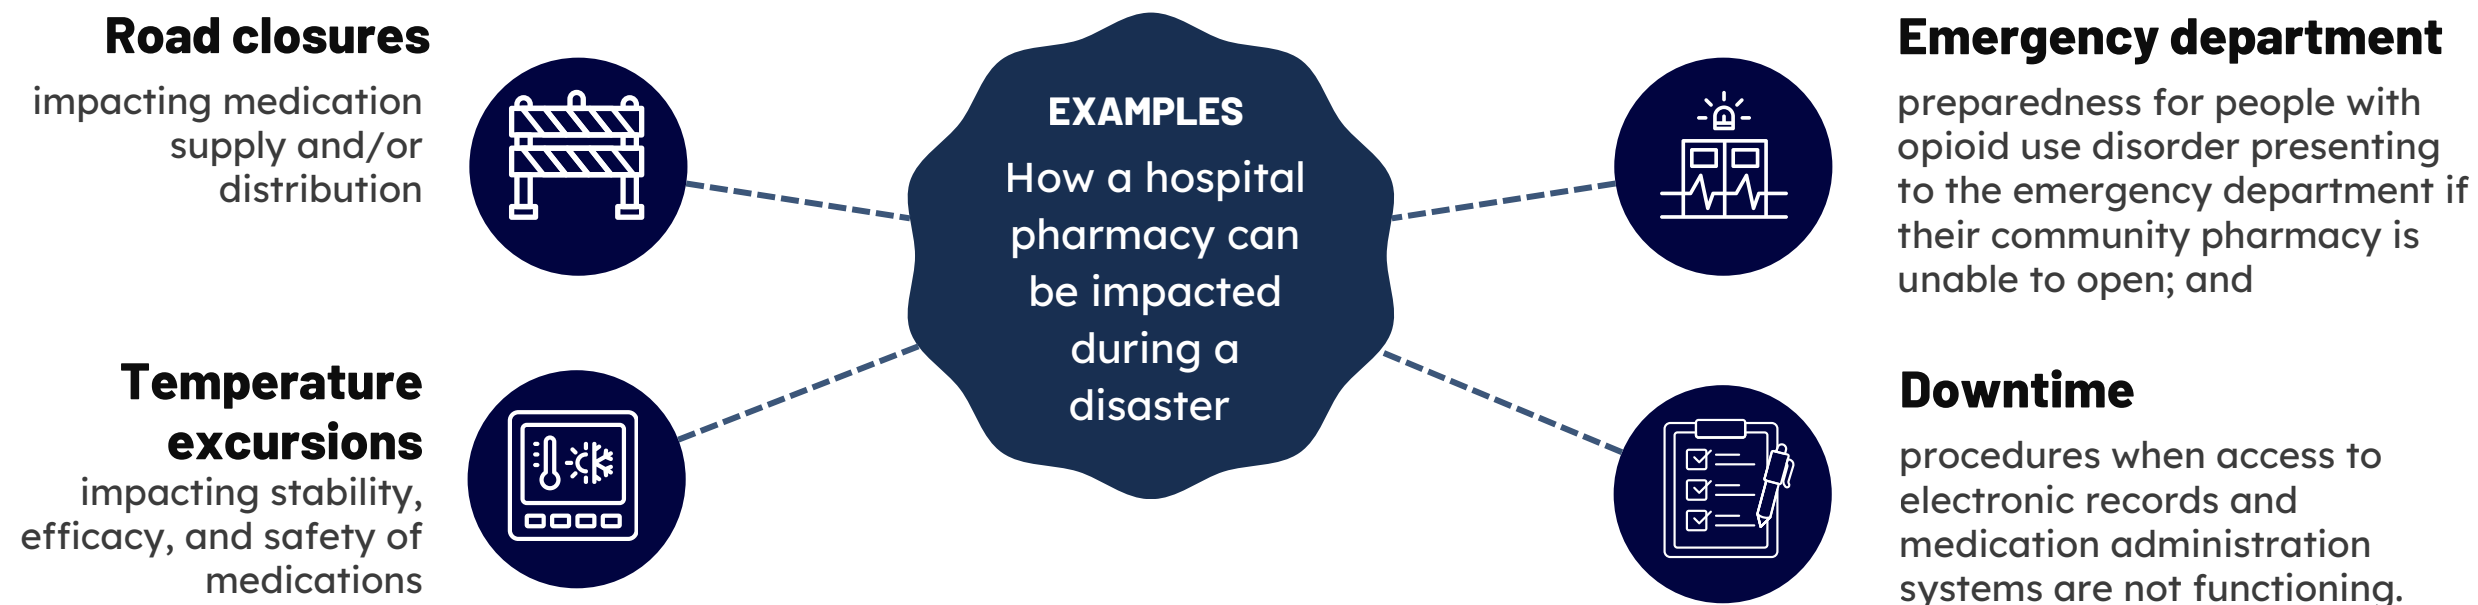 Road closures
impacting medication
supply and/or
distribution
Temperature
excursions
impacting stability,
efficacy, and safety of
medications
EXAMPLES
How a hospital
pharmacy can
be impacted
during a
disaster
Emergency department
preparedness for people with
opioid use disorder presenting
to the emergency department if
their community pharmacy is
unable to open; and
Downtime
procedures when access to
electronic records and
medication administration
systems are not functioning.